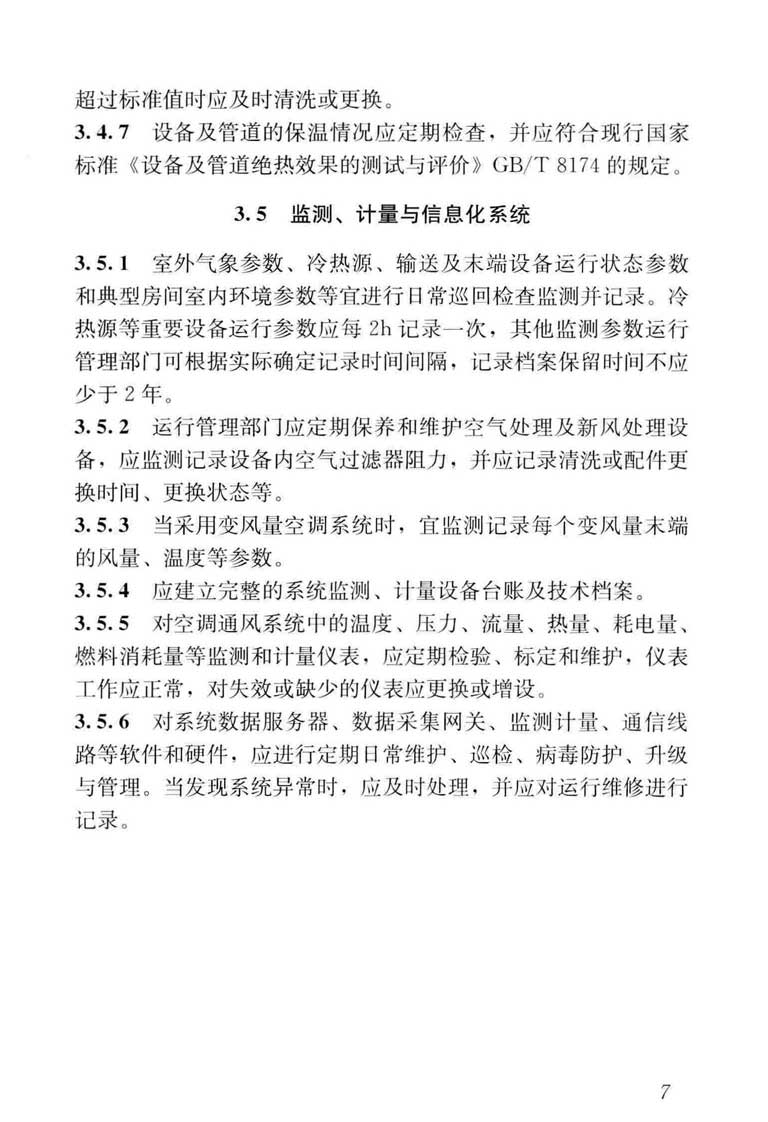 超过标准值时应及时清洗或更换。
3.4.7 设备及管道的保温情况应定期检查，并应符合现行国家
标准《设备及管道绝热效果的测试与评价》GB/T 8174 的规定。
3.5 监测、计量与信息化系统
3.5.1 室外气象参数、冷热源、输送及末端设备运行状态参数
和典型房间室内环境参数等宜进行日常巡回检查监测并记录。冷
热源等重要设备运行参数应每 2h 记录一次，其他监测参数运行
管理部门可根据实际确定记录时间间隔，记录档案保留时间不应
少于 2 年。
3.5.2 运行管理部门应定期保养和维护空气处理及新风处理设
备，应监测记录设备内空气过滤器阻力，并应记录清洗或配件更
换时间、更换状态等。
3.5.3 当采用变风量空调系统时，宜监测记录每个变风量末端
的风量、温度等参数。
3.5.4 应建立完整的系统监测、计量设备台账及技术档案。
3.5.5 对空调通风系统中的温度、压力、流量、热量、耗电量、
燃料消耗量等监测和计量仪表，应定期检验、标定和维护，仪表
工作应正常，对失效或缺少的仪表应更换或增设。
3.5.6 对系统数据服务器、数据采集网关、监测计量、通信线
路等软件和硬件，应进行定期日常维护、巡检、病毒防护、升级
与管理。当发现系统异常时，应及时处理，并应对运行维修进行
记录。
7